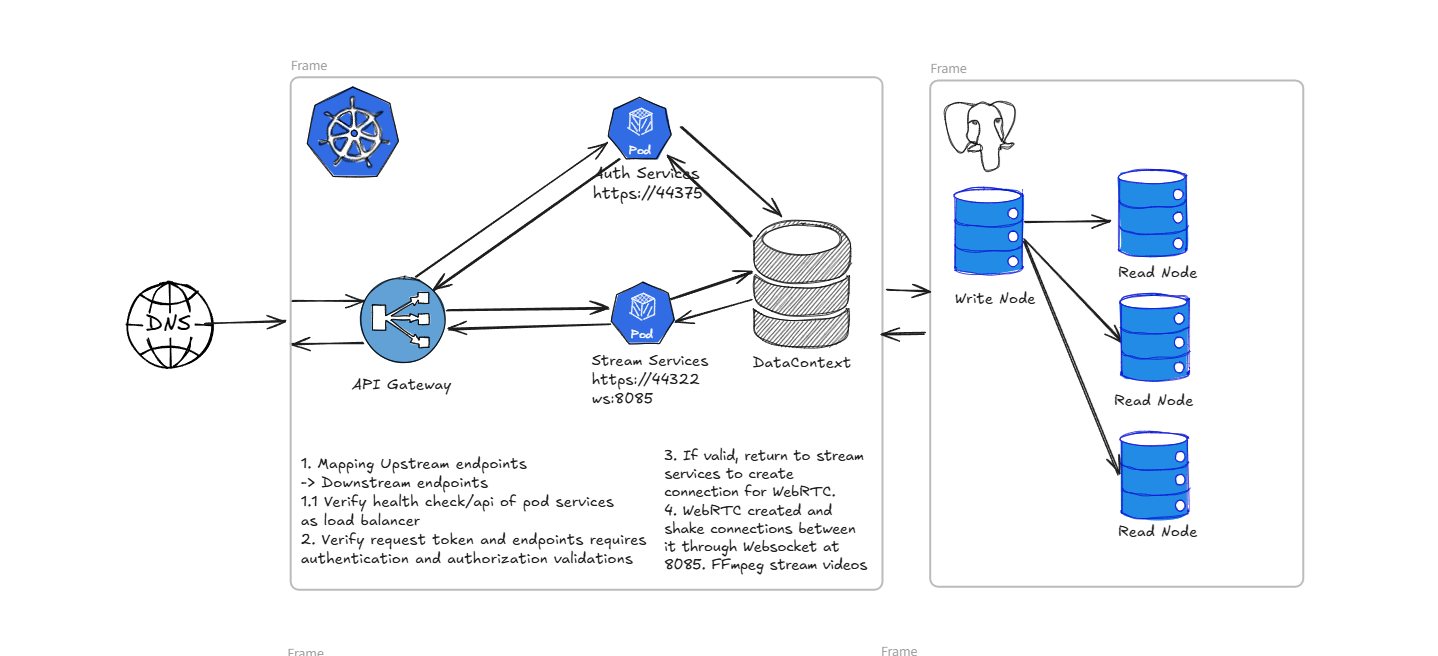 Frame
Frame
Pod
Auth Services
https://44375
DNS
API Gateway
Pod
Stream Services
https://44322
ws:8085
DataContext
Write Node
Read Node
Read Node
Read Node
1. Mapping Upstream endpoints
-> Downstream endpoints
1.1 Verify health check/api of pod services
as load balancer
2. Verify request token and endpoints requires
authentication and authorization validations
3. If valid, return to stream
services to create
connection for WebRTC.
4. WebRTC created and
shake connections between
it through Websocket at
8085. FFmpeg stream videos
Frame
Frame